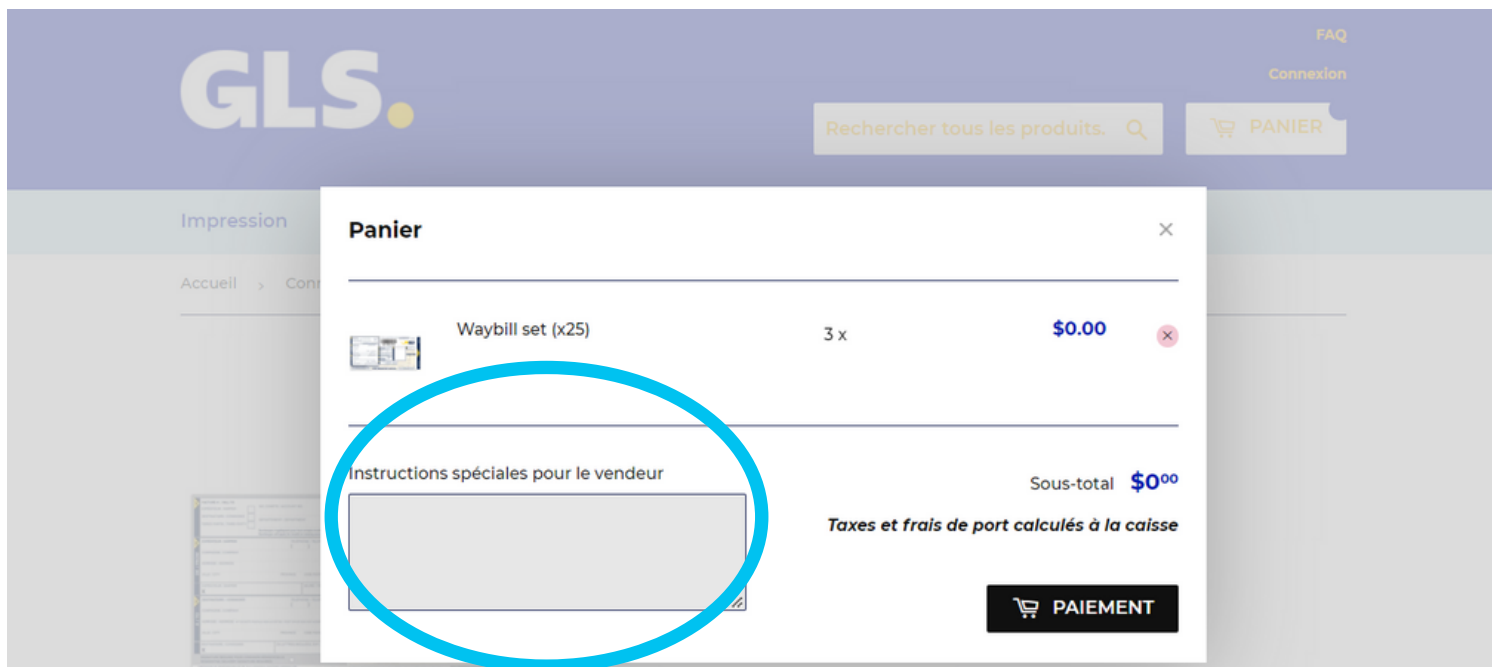 GLS.
FAQ
Connexion
Rechercher tous les produits.
PANIER
Impression
Accueil > Con
Panier
×
Waybill set (x25) 3 x $0.00 ×
Instructions spéciales pour le vendeur
Sous-total $000
Taxes et frais de port calculés à la caisse
PAIEMENT